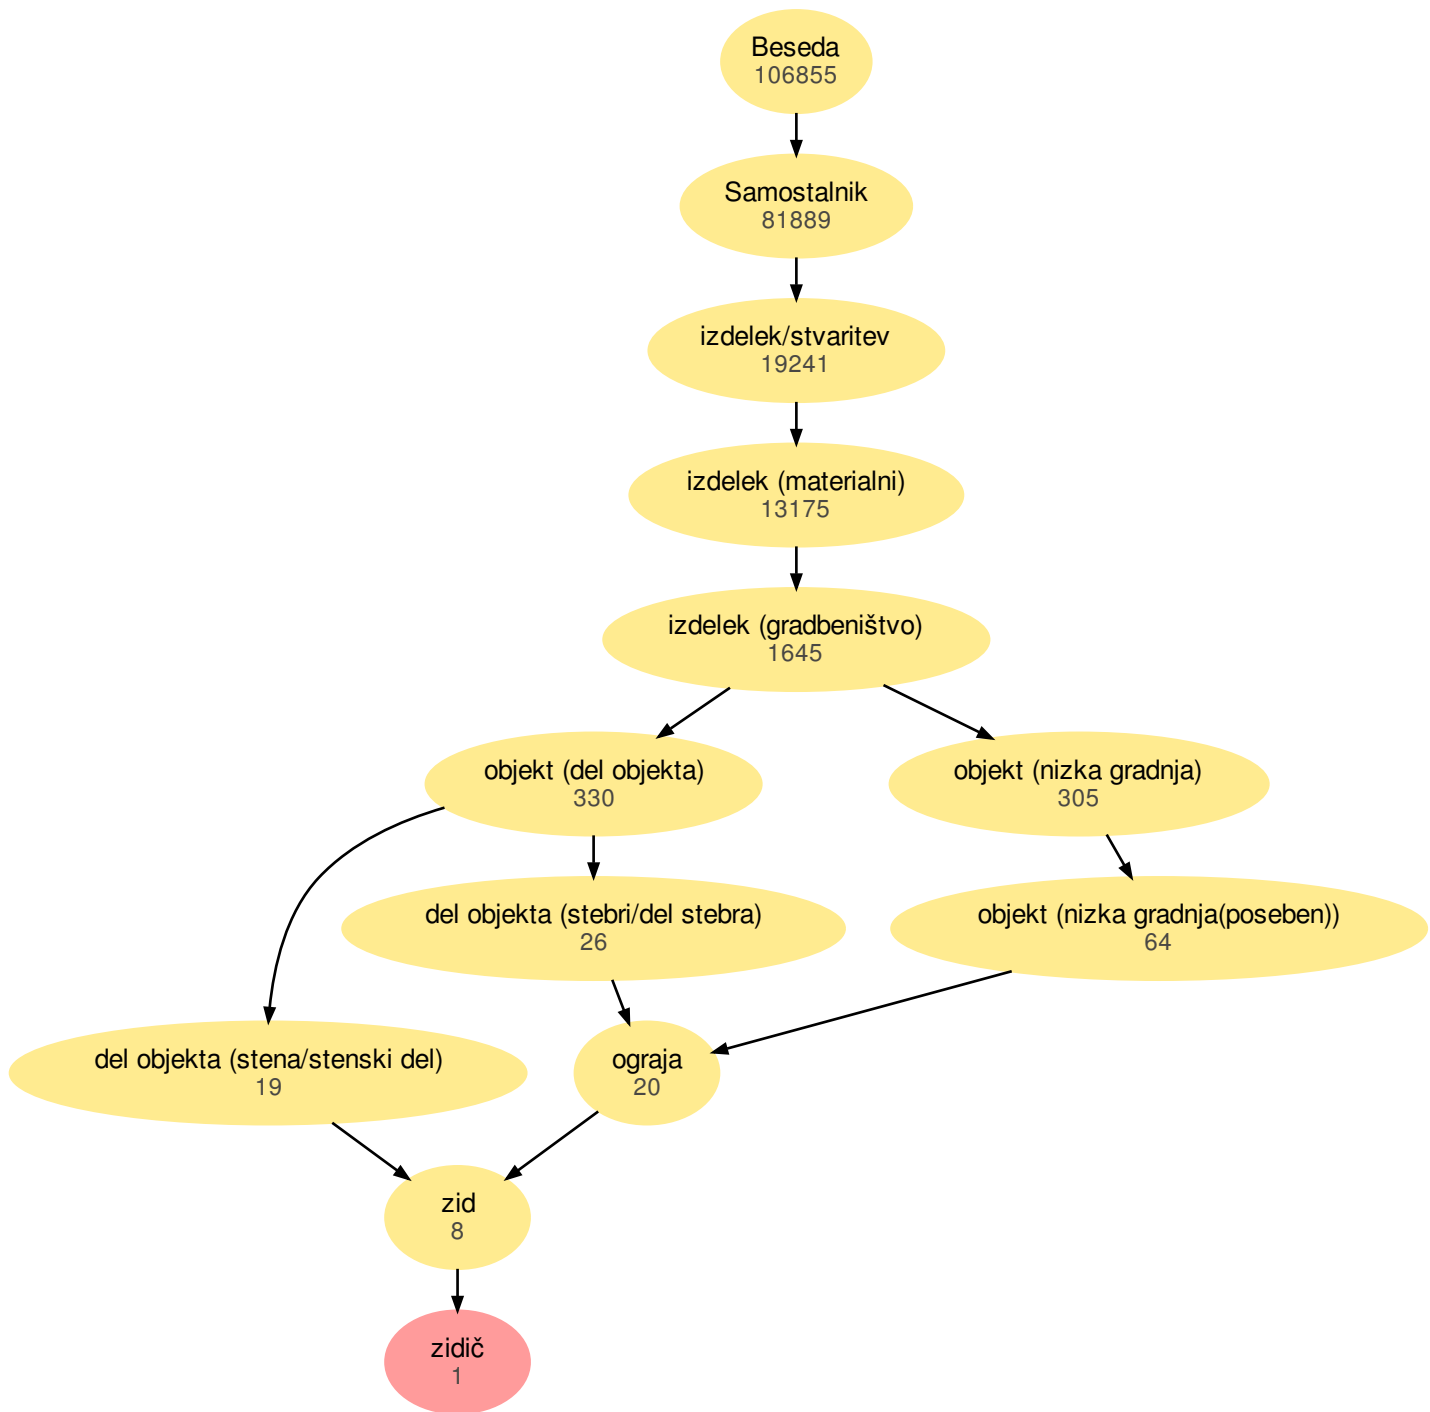 Beseda
106855
Samostalnik
81889
izdelek/stvaritev
19241
izdelek (materialni)
13175
izdelek (gradbeništvo)
1645
objekt (del objekta)
330
objekt (nizka gradnja)
305
del objekta (stebri/del stebra)
26
objekt (nizka gradnja(poseben))
64
del objekta (stena/stenski del)
19
ograja
20
zid
8
zidič
1